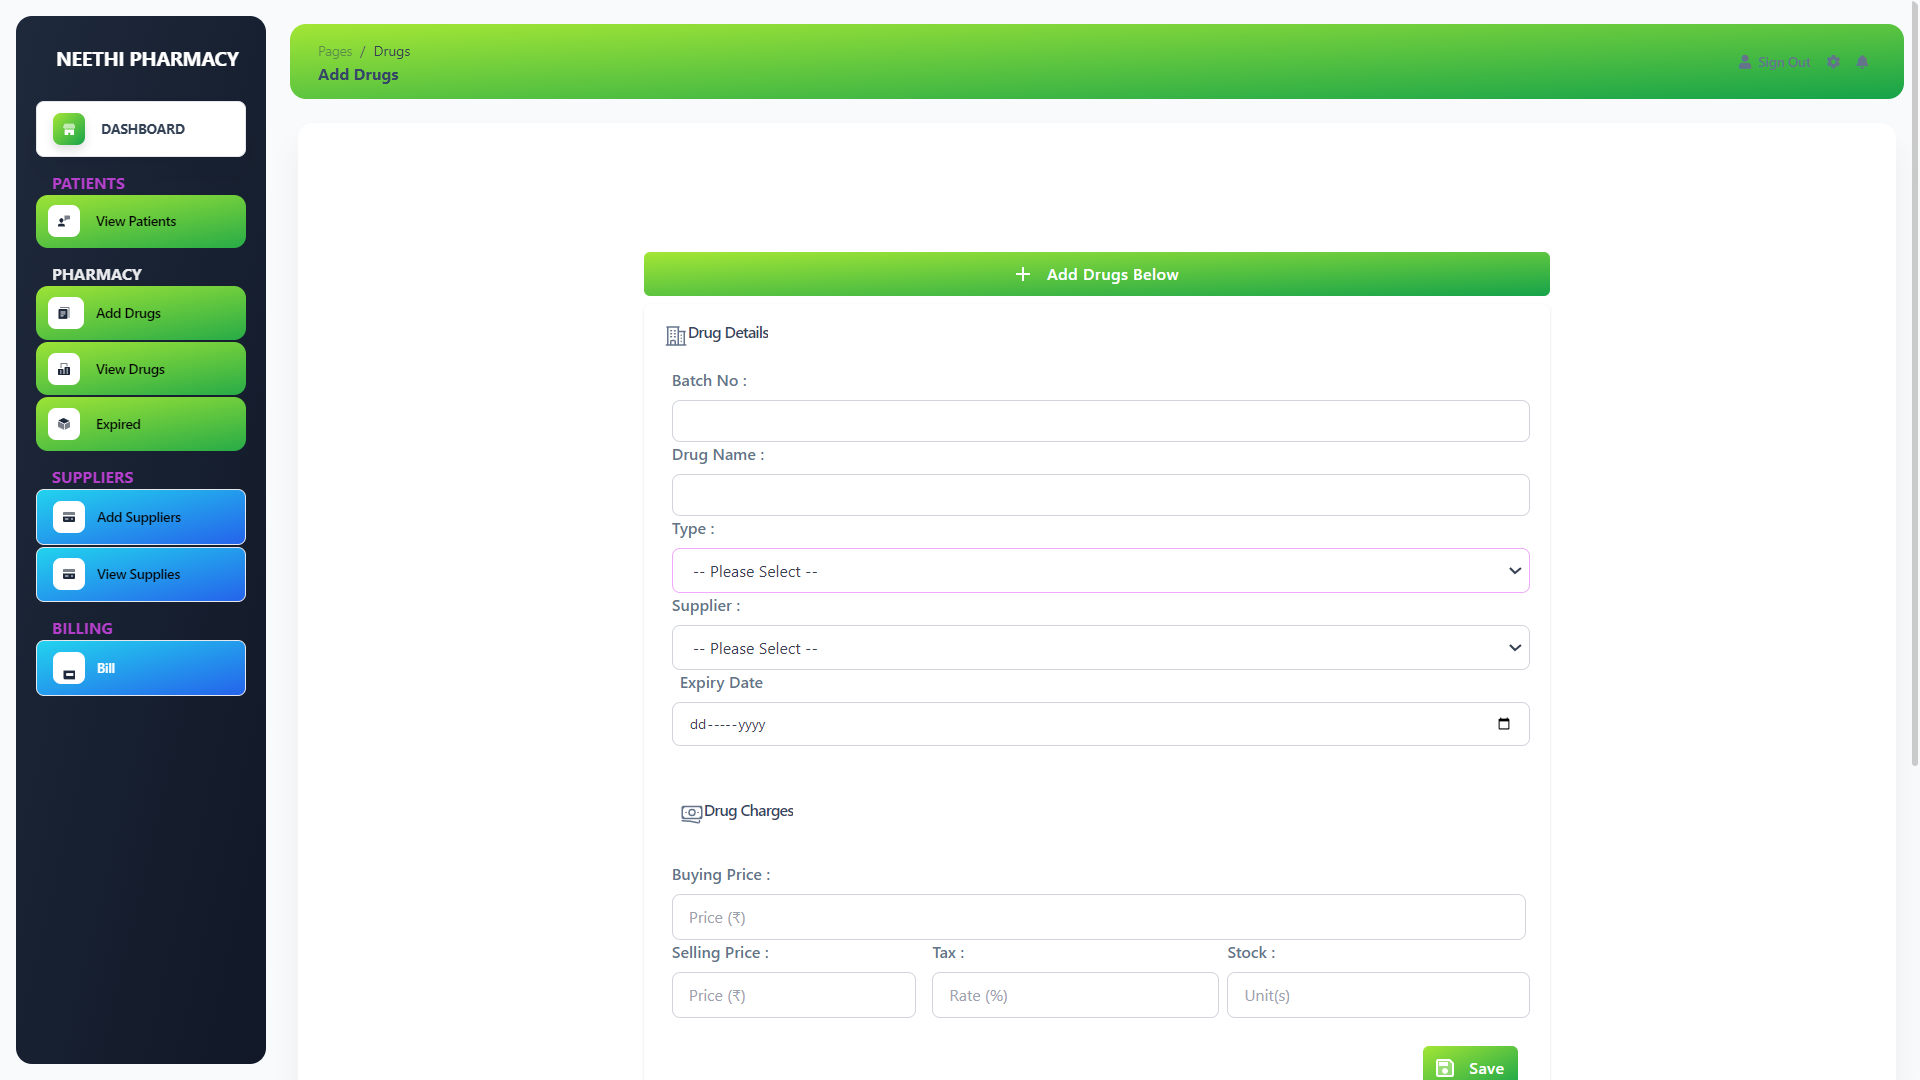 NEETHI PHARMACY
DASHBOARD
PATIENTS
View Patients
PHARMACY
Add Drugs
View Drugs
Expired
SUPPLIERS
Add Suppliers
View Supplies
BILLING
Bill
Pages / Drugs
Add Drugs
Sign Out
Add Drugs Below
Drug Details
Batch No :
Drug Name :
Type :
-- Please Select --
Supplier :
-- Please Select --
Expiry Date
dd-----yyyy
Drug Charges
Buying Price :
Price (₹)
Selling Price : Tax : Stock :
Price (₹) Rate (%) Unit(s)
Save